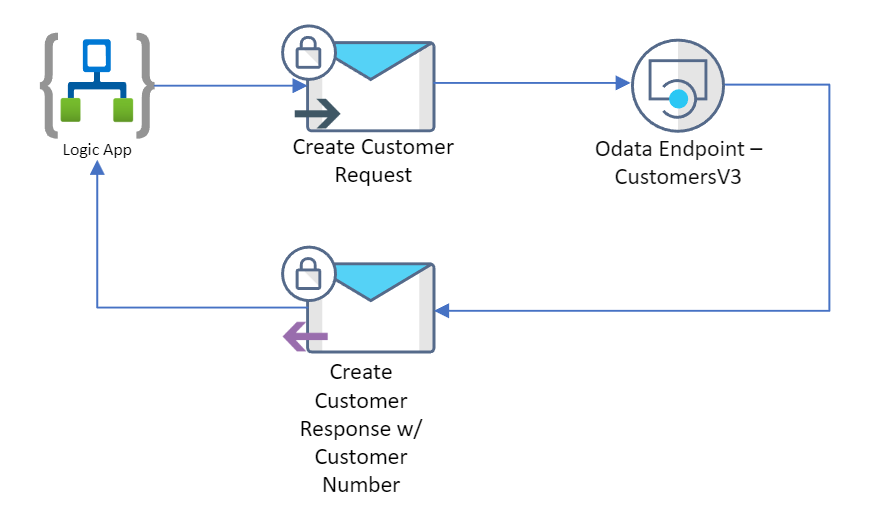 Logic App
Create Customer
Request
Odata Endpoint –
CustomersV3
Create
Customer
Response w/
Customer
Number